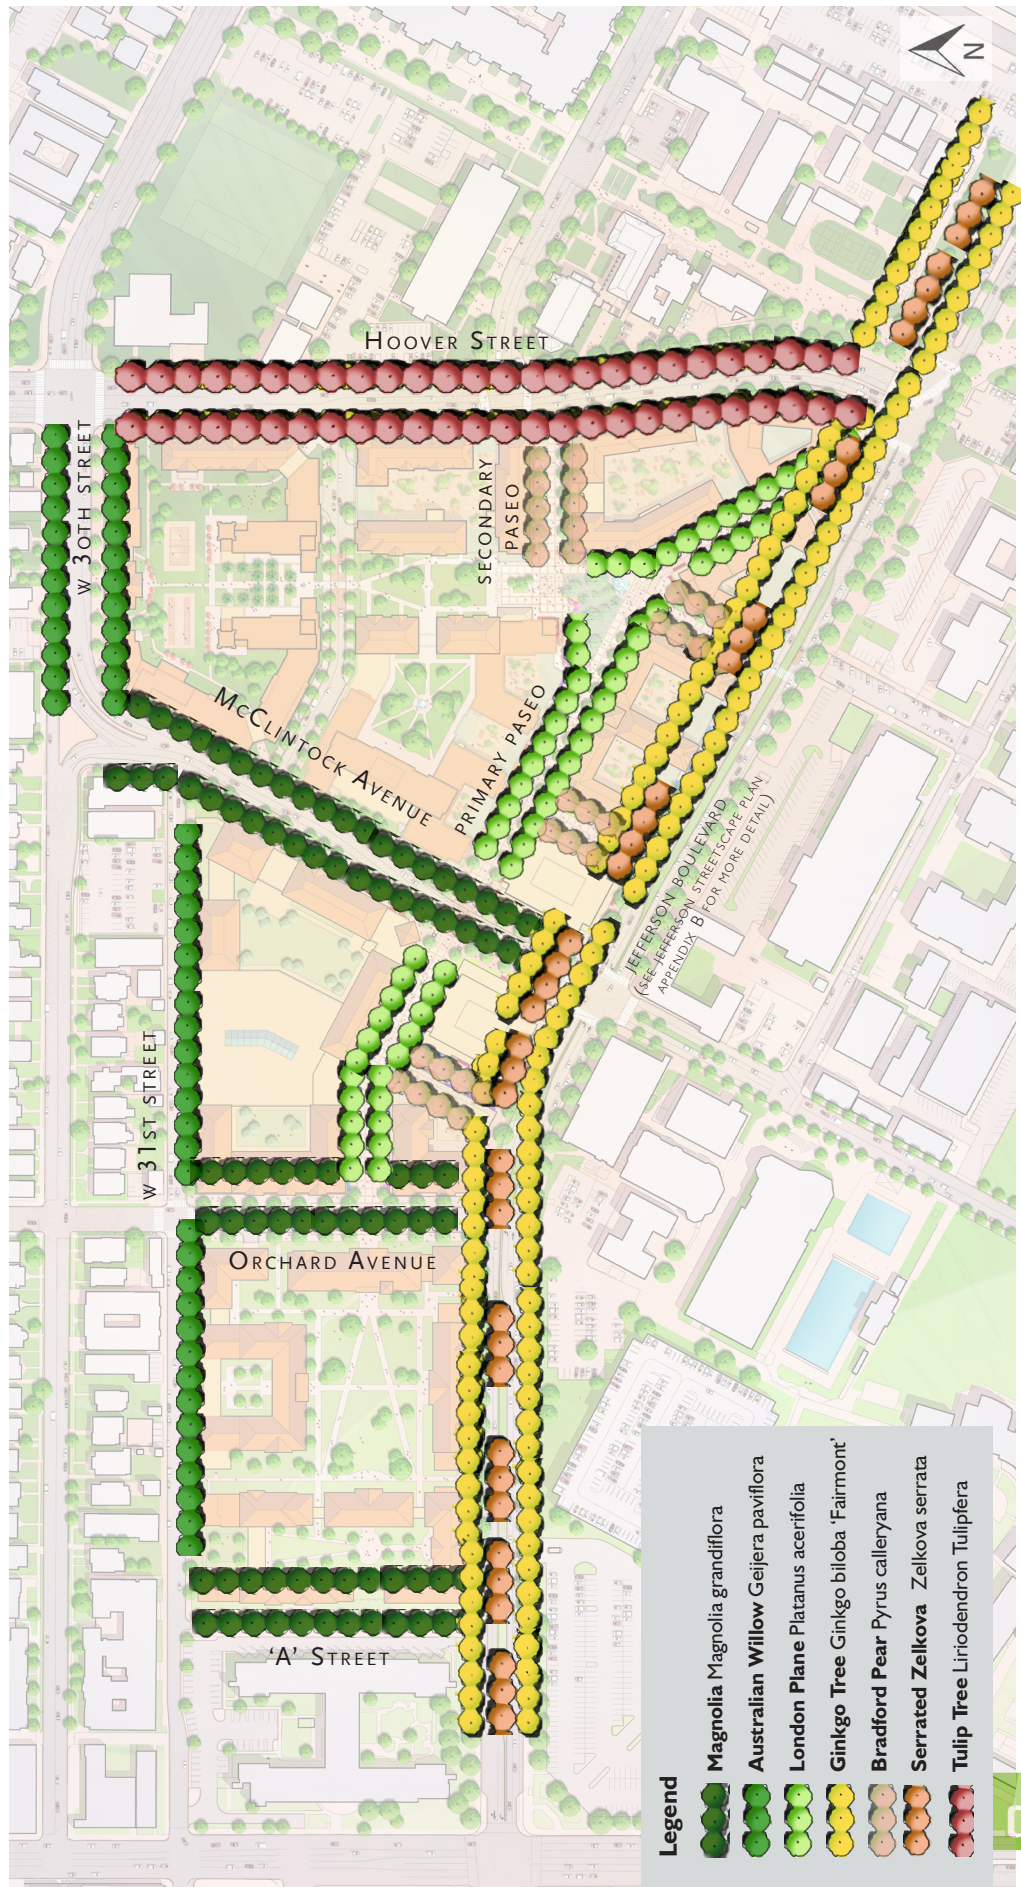 N
HOOVER STREET
W 30TH STREET
SECONDARY
PASEO
MCCLINTOCK AVENUE
PRIMARY PASEO
JEFFERSON BOULEVARD
(SEE JEFFERSON STREETSCAPE PLAN
APPENDIX B FOR MORE DETAIL)
W 31ST STREET
ORCHARD AVENUE
'A' STREET
Legend
Magnolia Magnolia grandiflora
Australian Willow Geijera paviflora
London Plane Platanus acerifolia
Ginkgo Tree Ginkgo biloba 'Fairmont'
Bradford Pear Pyrus calleryana
Serrated Zelkova Zelkova serrata
Tulip Tree Liriodendron Tulipfera